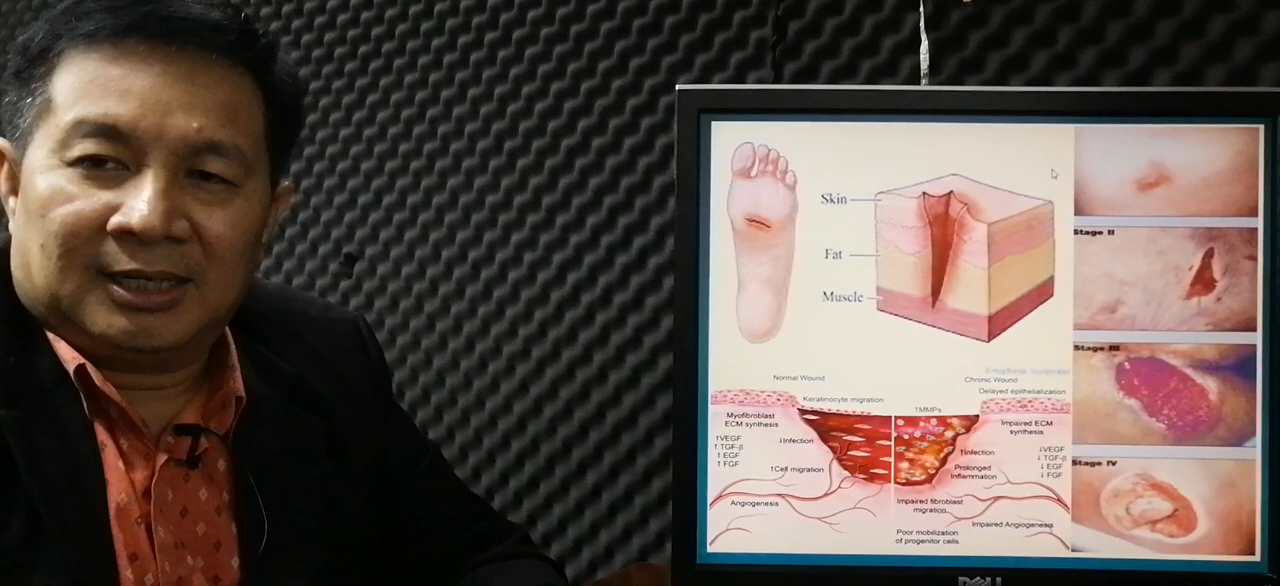 Skin
Fat
Muscle
Stage II
Stage III
Stage IV
Normal Wound
Chronic Wound
Keratinocyte migration
Delayed epithelialization
↑MMPs
Myofibroblast
ECM synthesis
Impaired ECM
synthesis
↑VEGF
↑TGF-β
↑EGF
↑FGF
↓Infection
↑Cell migration
Angiogenesis
↑Infection
Prolonged
Inflammation
↓VEGF
↓TGF-β
↓EGF
↓FGF
Impaired fibroblast
migration
Impaired Angiogenesis
Poor mobilization
of progenitor cells
DELL